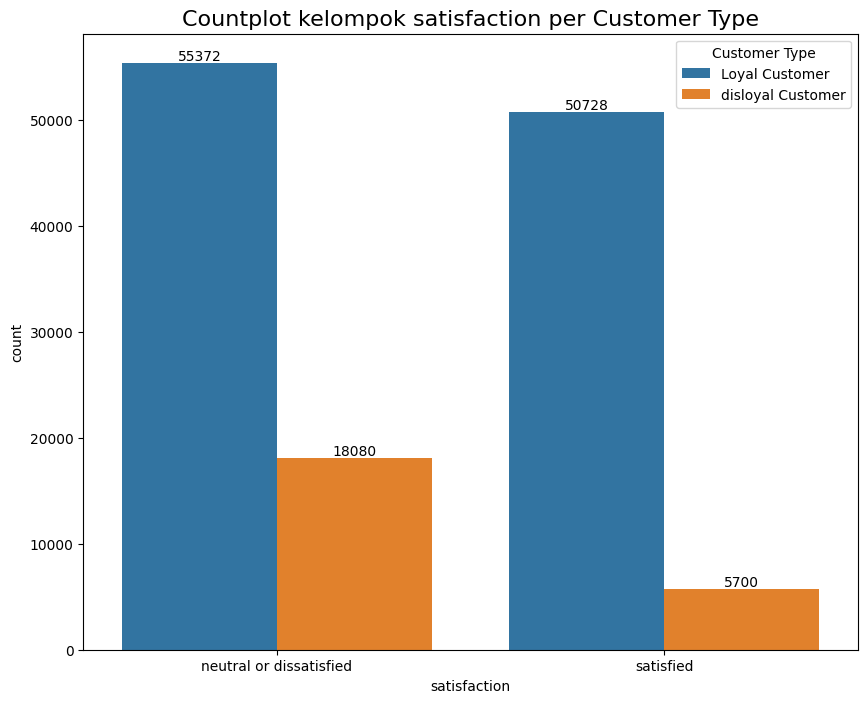 Countplot kelompok satisfaction per Customer Type
Customer Type
Loyal Customer
disloyal Customer
55372
50728
18080
5700
count
50000
40000
30000
20000
10000
0
neutral or dissatisfied
satisfied
satisfaction